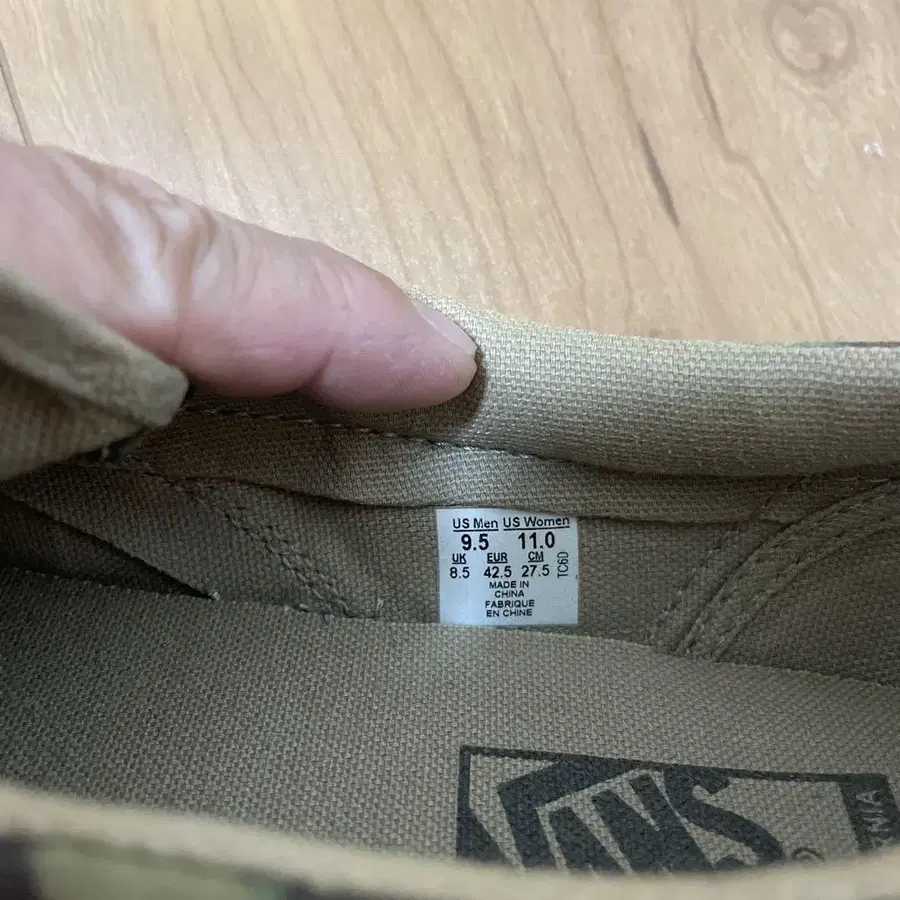 US Men US Women
9.5 11.0
UK EUR CM
8.5 42.5 27.5
TC6D
MADE IN
CHINA
FABRIQUE
EN CHINE
VANS